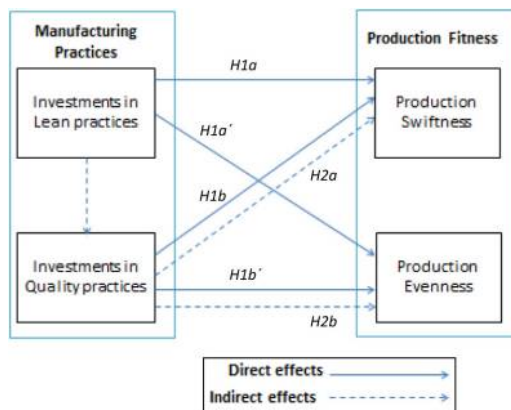 Manufacturing
Practices
Production Fitness
H1a
Investments in
Lean practices
Production
Swiftness
H1a´
H1b
H2a
Investments in
Quality practices
H1b´
Production
Evenness
H2b
Direct effects
Indirect effects